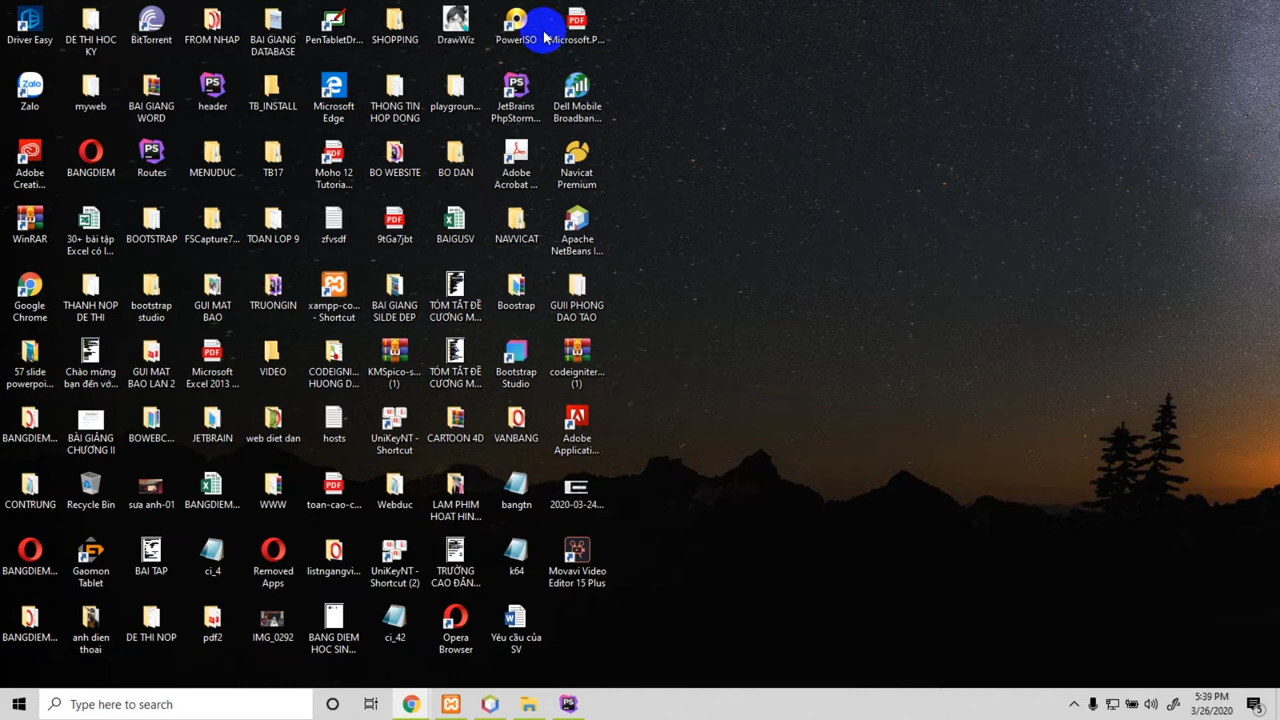 Driver Easy
DE THI HOC
KY
BitTorrent
FROM NHAP
BAI GIANG
DATABASE
PenTabletDr...
SHOPPING
DrawWiz
PowerISO
Microsoft.P...
Zalo
myweb
BAI GIANG
WORD
header
TB_INSTALL
Microsoft
Edge
THONG TIN
HOP DONG
playgroun...
JetBrains
PhpStorm...
Dell Mobile
Broadban...
Adobe
Creati...
BANGDIEM
Routes
MENUDUC
TB17
Moho 12
Tutoria...
BO WEBSITE
BO DAN
Adobe
Acrobat ...
Navicat
Premium
WinRAR
30+ bài tập
Excel có l...
BOOTSTRAP
FSCapture7...
TOAN LOP 9
zfvsdf
9tGa7jbt
BAIGUSV
NAVVICAT
Apache
NetBeans I...
Google
Chrome
THANH NOP
DE THI
bootstrap
studio
GUI MAT
BAO
TRUONGIN
xampp-co...
- Shortcut
BAI GIANG
SILDE DEP
TÓM TẮT ĐỀ
CƯƠNG M...
Boostrap
GUII PHONG
DAO TAO
57 slide
powerpoi...
Chào mừng
bạn đến vớ...
GUI MAT
BAO LAN 2
Microsoft
Excel 2013 ...
VIDEO
CODEIGNI...
HUONG D...
KMSpico-s...
(1)
TÓM TẮT ĐỀ
CƯƠNG M...
Bootstrap
Studio
codeigniter...
(1)
BANGDIEM...
BÀI GIẢNG
CHƯƠNG II
BOWEBC...
JETBRAIN
web diet dan
hosts
UniKeyNT -
Shortcut
CARTOON 4D
VANBANG
Adobe
Applicati...
CONTRUNG
Recycle Bin
sưa anh-01
BANGDIEM...
WWW
toan-cao-c...
Webduc
LAM PHIM
HOAT HIN...
bangtn
2020-03-24...
BANGDIEM...
Gaomon
Tablet
BAI TAP
ci_4
Removed
Apps
listngangvi...
UniKeyNT -
Shortcut (2)
TRƯỜNG
CAO ĐẲN...
k64
Movavi Video
Editor 15 Plus
BANGDIEM...
anh dien
thoai
DE THI NOP
pdf2
IMG_0292
BANG DIEM
HOC SIN...
ci_42
Opera
Browser
Yêu cầu của
SV
Type here to search
5:39 PM
3/26/2020
5